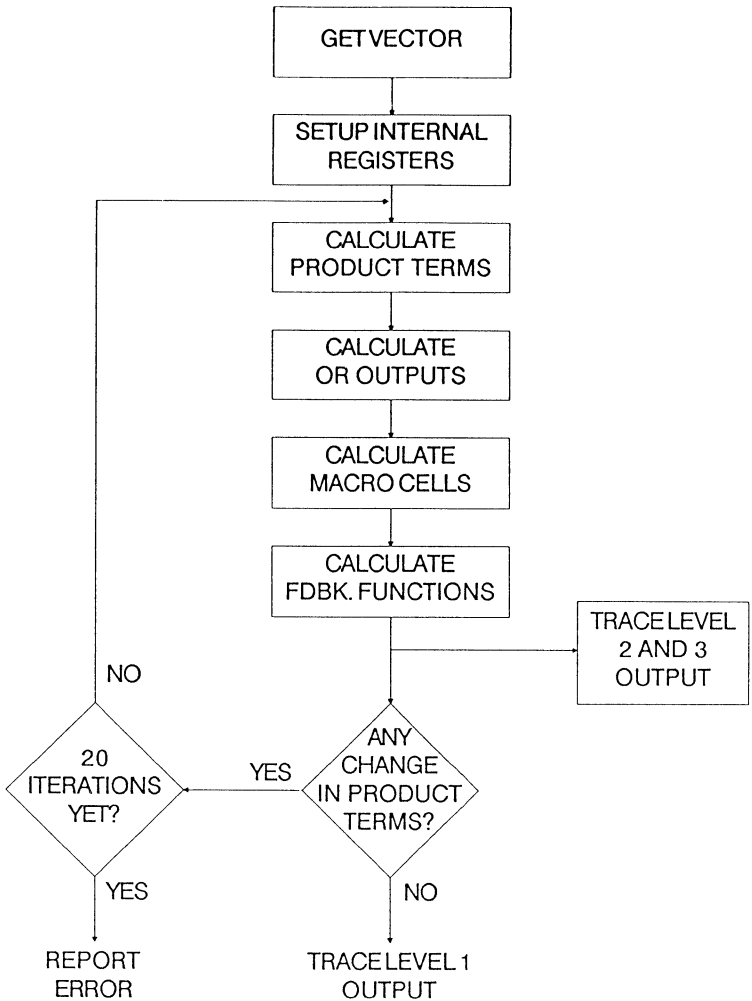 GET VECTOR
SETUP INTERNAL
REGISTERS
CALCULATE
PRODUCT TERMS
CALCULATE
OR OUTPUTS
CALCULATE
MACRO CELLS
CALCULATE
FDBK. FUNCTIONS
TRACE LEVEL
2 AND 3
OUTPUT
ANY
CHANGE
IN PRODUCT
TERMS?
YES
NO
20
ITERATIONS
YET?
NO
YES
REPORT
ERROR
TRACE LEVEL 1
OUTPUT